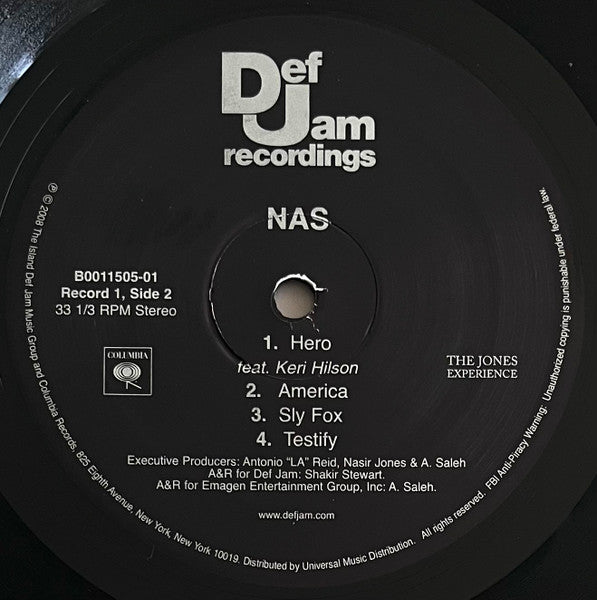 Def
Jam
recordings
NAS
B0011505-01
Record 1, Side 2
33 1/3 RPM Stereo
COLUMBIA
1. Hero
feat. Keri Hilson
2. America
3. Sly Fox
4. Testify
THE JONES
EXPERIENCE
Executive Producers: Antonio “LA” Reid, Nasir Jones & A. Saleh
A&R for Def Jam: Shakir Stewart.
A&R for Emagen Entertainment Group, Inc: A. Saleh.
www.defjam.com
℗ © 2008 The Island Def Jam Music Group and Columbia Records. 825 Eighth Avenue, New York, New York 10019. Distributed by Universal Music Distribution. All rights reserved. FBI Anti-Piracy Warning: Unauthorized copying is punishable under federal law.